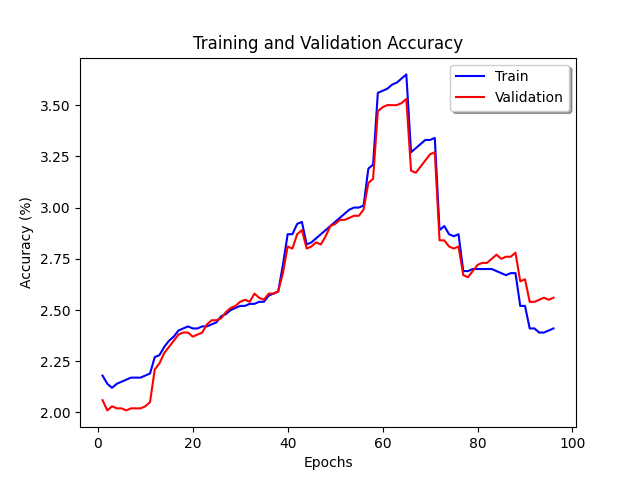 Training and Validation Accuracy
Train
Validation
3.50
3.25
3.00
2.75
2.50
2.25
2.00
Accuracy (%)
0 20 40 60 80 100
Epochs